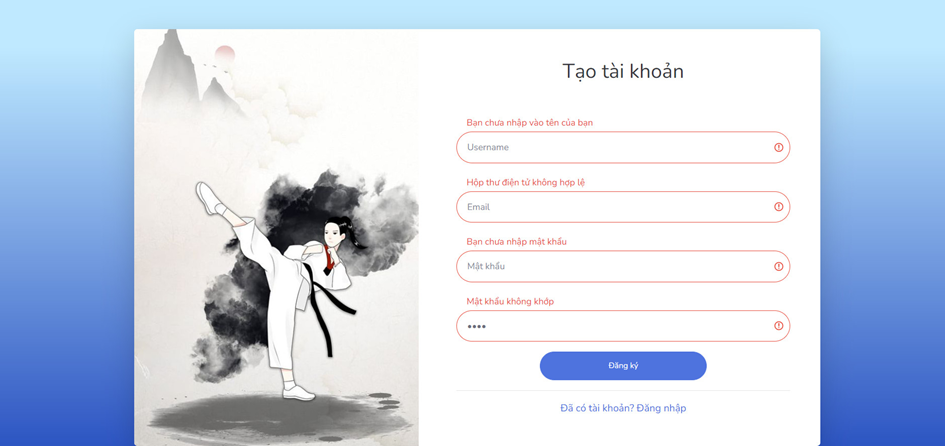 Tạo tài khoản
Bạn chưa nhập vào tên của bạn
Username
Hộp thư điện tử không hợp lệ
Email
Bạn chưa nhập mật khẩu
Mật khẩu
Mật khẩu không khớp
••••
Đăng ký
Đã có tài khoản? Đăng nhập